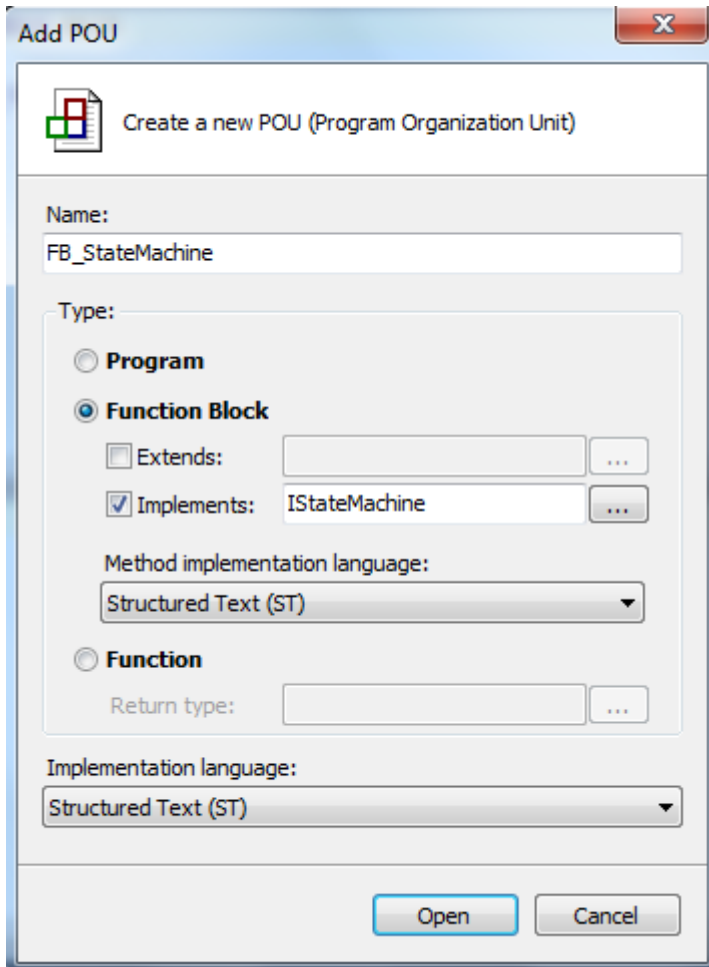 Add POU
Create a new POU (Program Organization Unit)
Name:
FB_StateMachine
Type:
Program
Function Block
Extends:
...
Implements: IStateMachine ...
Method implementation language:
Structured Text (ST)
Function
Return type:
...
Implementation language:
Structured Text (ST)
Open Cancel